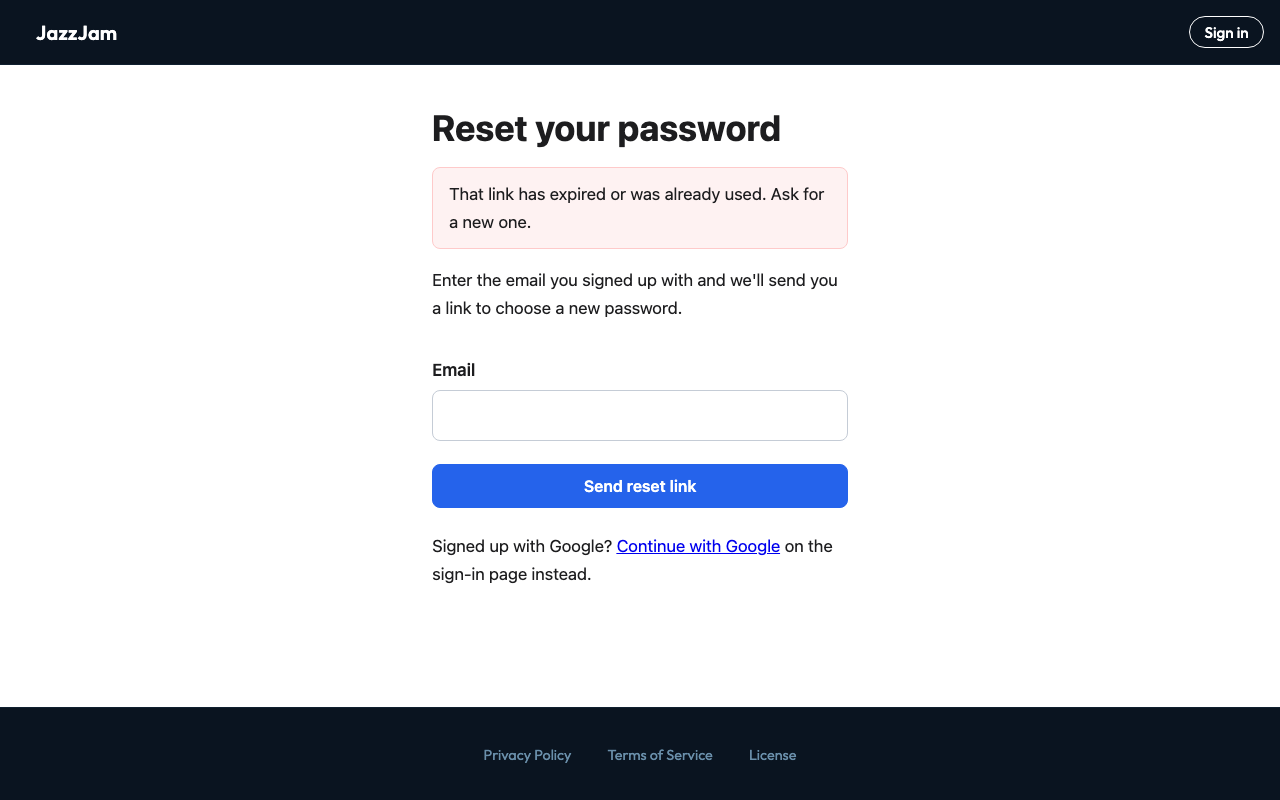 JazzJam
Sign in
Reset your password
That link has expired or was already used. Ask for
a new one.
Enter the email you signed up with and we'll send you
a link to choose a new password.
Email
Send reset link
Signed up with Google? Continue with Google on the
sign-in page instead.
Privacy Policy
Terms of Service
License